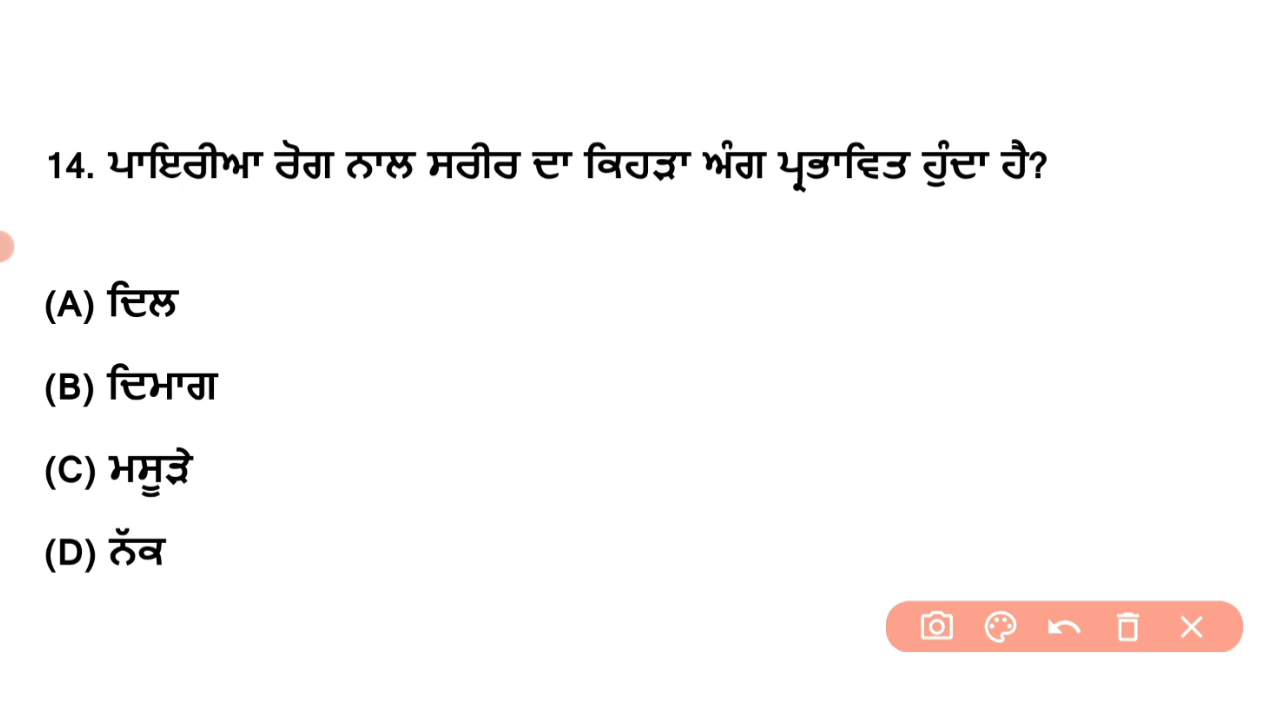 14. ਪਾਇਰੀਆ ਰੋਗ ਨਾਲ ਸਰੀਰ ਦਾ ਕਿਹੜਾ ਅੰਗ ਪ੍ਰਭਾਵਿਤ ਹੁੰਦਾ ਹੈ?
(A) ਦਿਲ
(B) ਦਿਮਾਗ
(C) ਮਸੂੜੇ
(D) ਨੱਕ